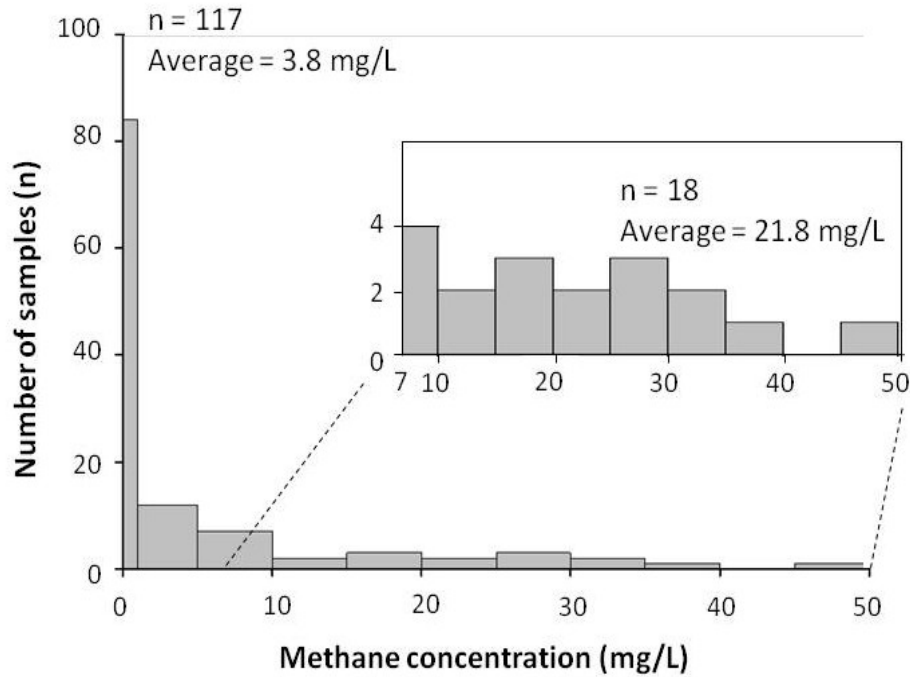 n = 117
Average = 3.8 mg/L
Number of samples (n)
100
80
60
40
20
0
0 10 20 30 40 50
Methane concentration (mg/L)
n = 18
Average = 21.8 mg/L
4
2
0
7 10 20 30 40 50